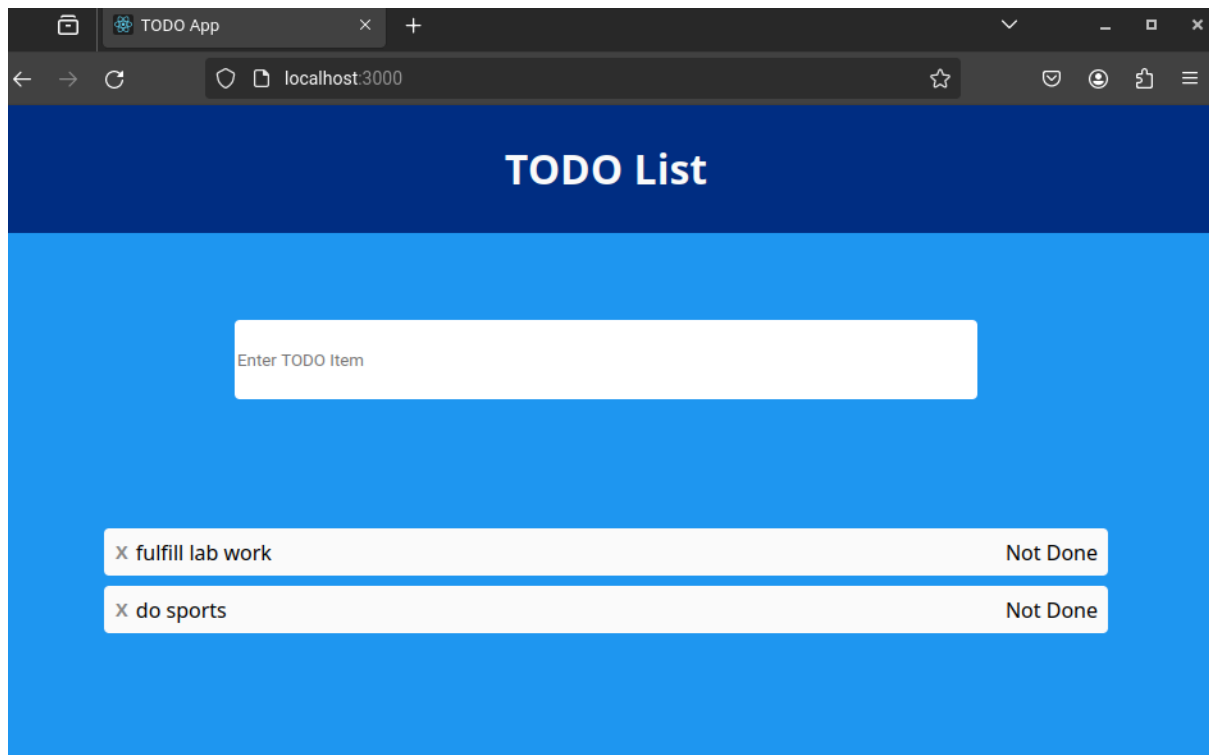 TODO App
localhost:3000
TODO List
Enter TODO Item
x fulfill lab work Not Done
x do sports Not Done